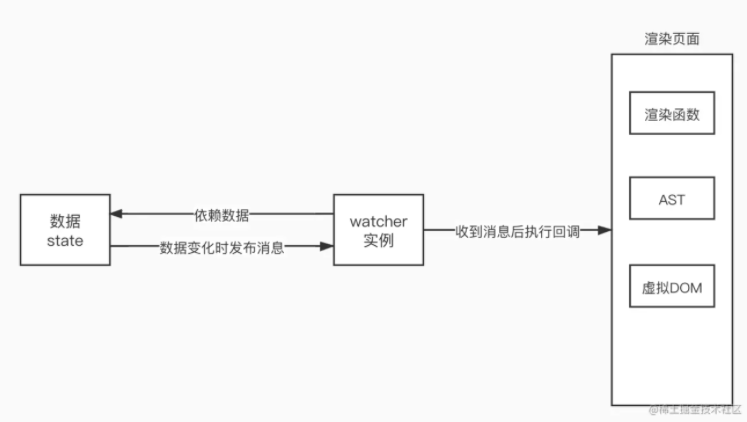 渲染页面
渲染函数
AST
虚拟DOM
数据
state
依赖数据
数据变化时发布消息
watcher
实例
收到消息后执行回调
@稀土掘金技术社区